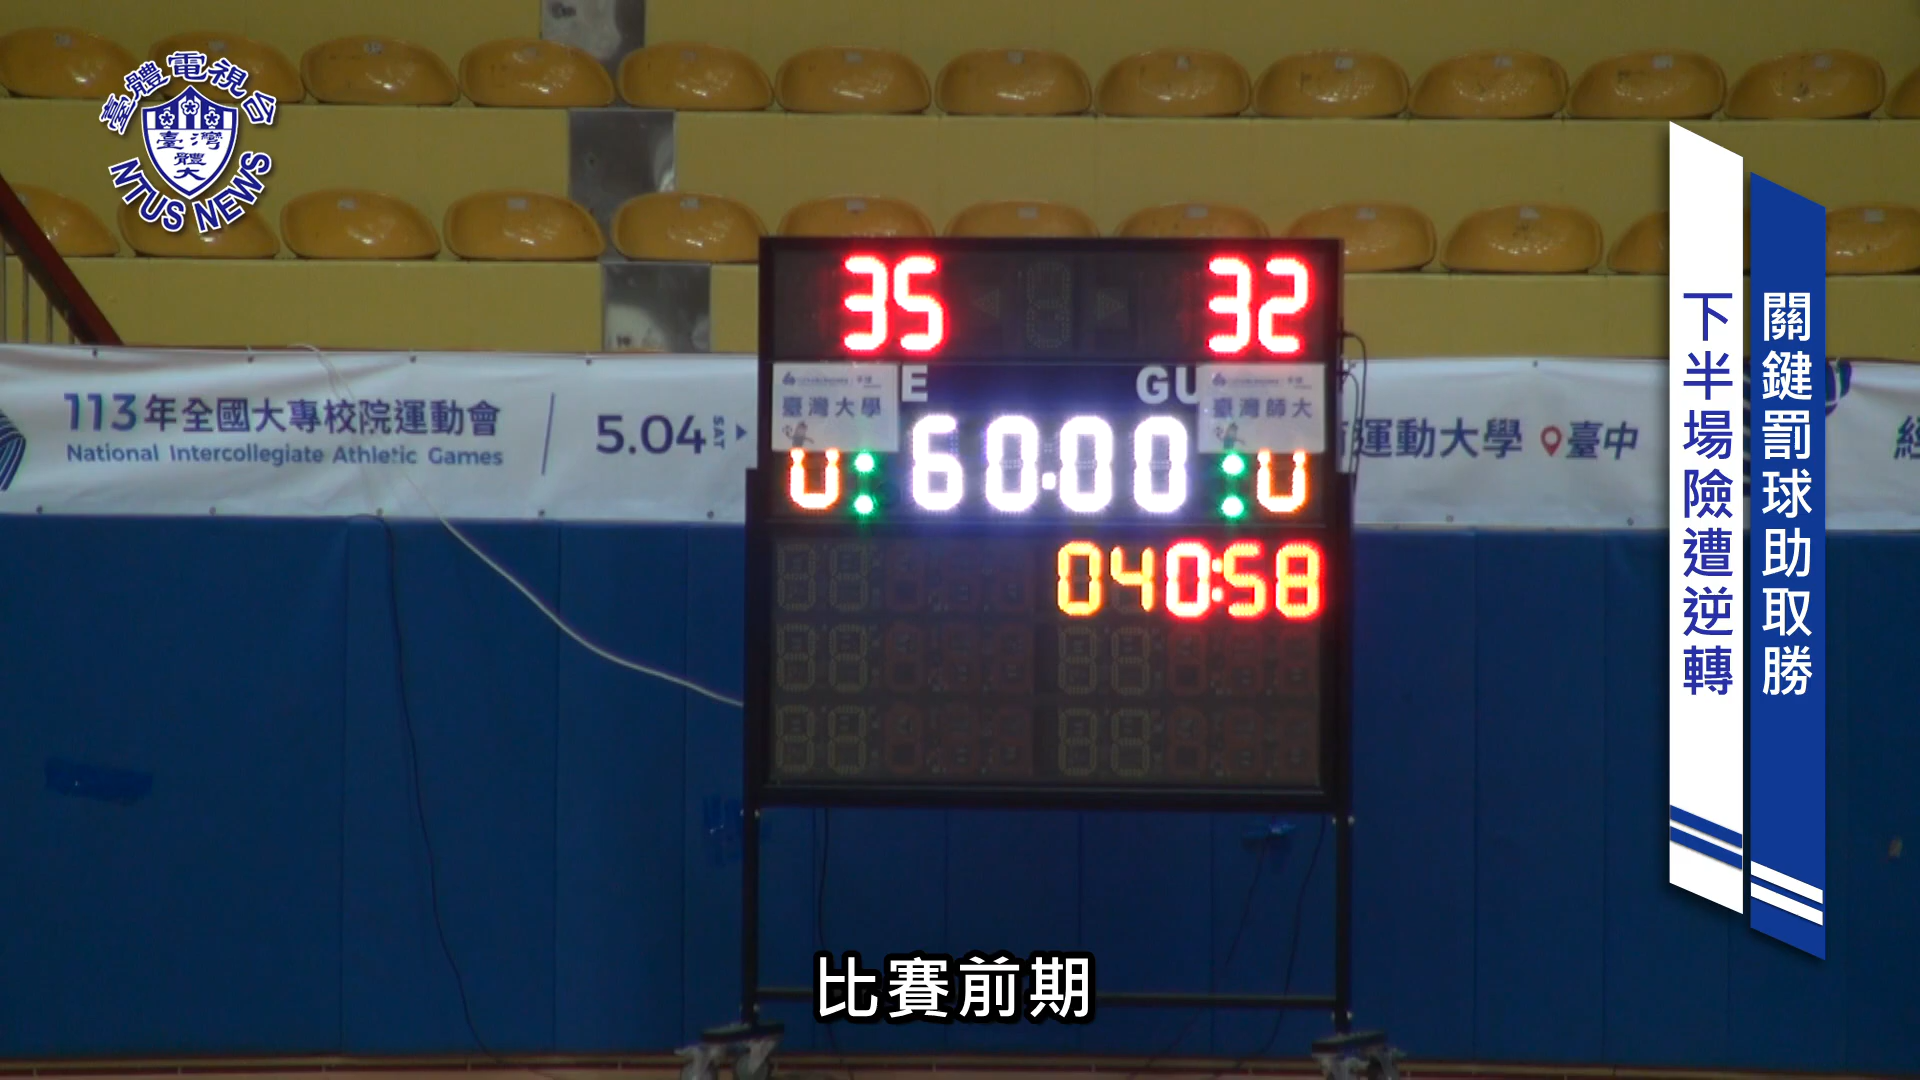 臺體電視台
臺灣
體
大
NTUS NEWS
35 32
E GU
臺灣大學 臺灣師大
U : 60.00 : U
04 0:58
113年全國大專校院運動會
National Intercollegiate Athletic Games
5.04 SAT
運動大學 臺中
關鍵罰球助取勝
下半場險遭逆轉
比賽前期